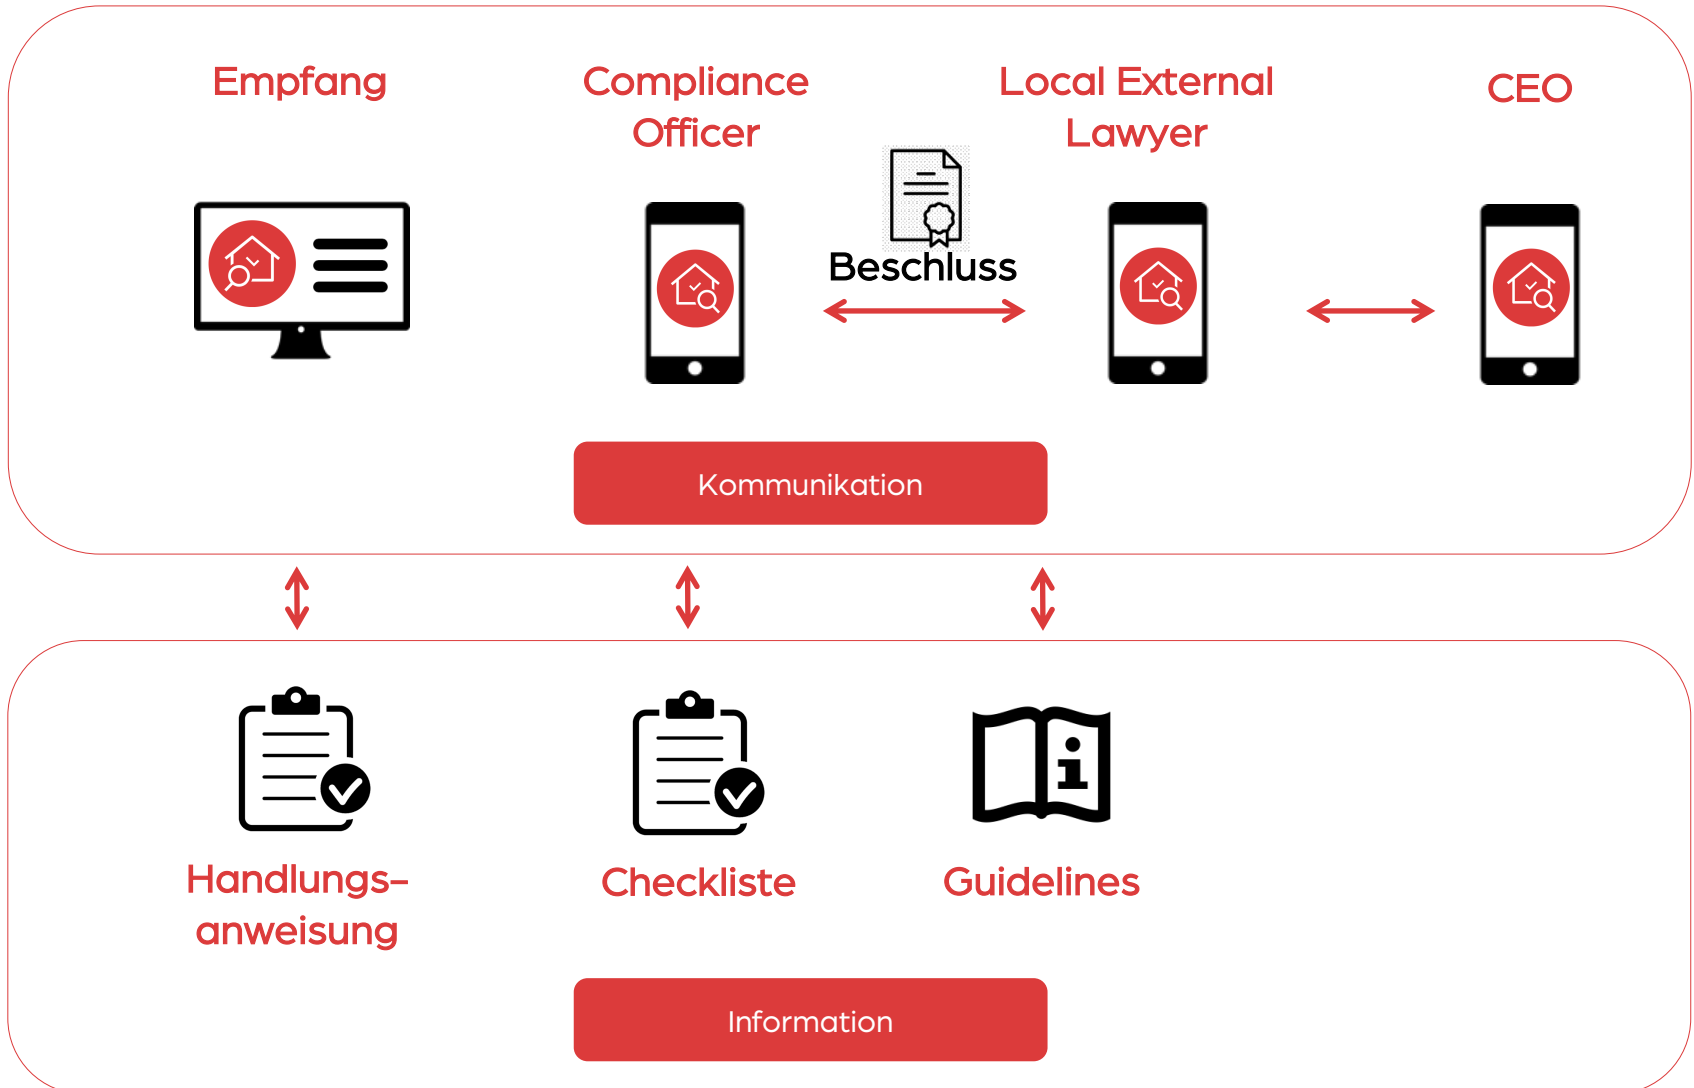 Empfang
Compliance
Officer
Local External
Lawyer
CEO
Beschluss
Kommunikation
Handlungs-
anweisung
Checkliste
Guidelines
Information